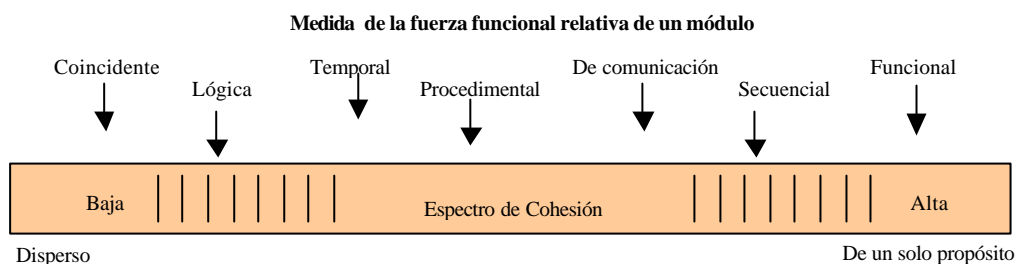 Medida de la fuerza funcional relativa de un módulo
Coincidente
Temporal
De comunicación
Funcional
Lógica
Procedimental
Secuencial
Baja
Espectro de Cohesión
Alta
Disperso
De un solo propósito